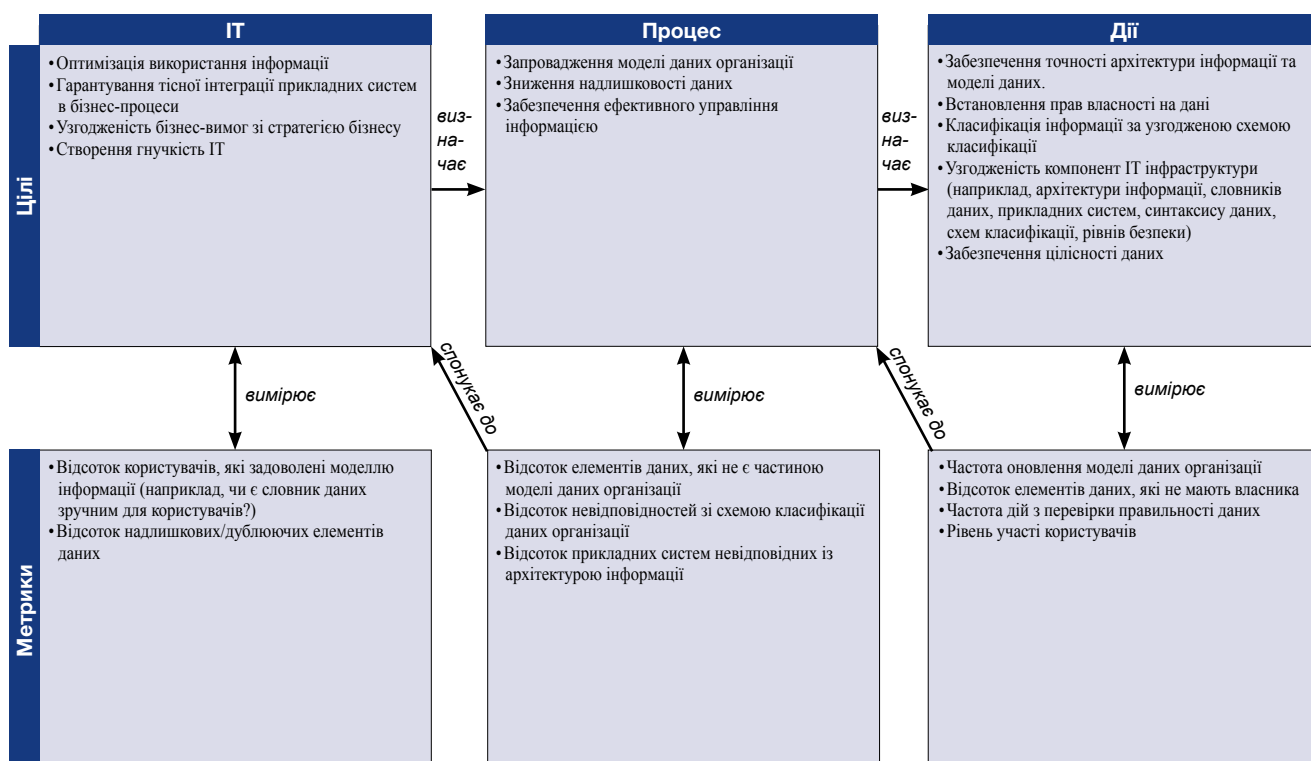 ІТ
Процес
Дії
Цілі
•Оптимізація використання інформації
•Гарантування тісної інтеграції прикладних систем
в бізнес-процеси
•Узгодженість бізнес-вимог зі стратегією бізнесу
•Створення гнучкість ІТ
виз-
на-
чає
•Запровадження моделі даних організації
•Зниження надлишковості даних
•Забезпечення ефективного управління
інформацією
виз-
на-
чає
•Забезпечення точності архітектури інформації та
моделі даних.
•Встановлення прав власності на дані
•Класифікація інформації за узгодженою схемою
класифікації
•Узгодженість компонент ІТ інфраструктури
(наприклад, архітектури інформації, словників
даних, прикладних систем, синтаксису даних,
схем класифікації, рівнів безпеки)
•Забезпечення цілісності даних
вимірює
спонукає до
вимірює
спонукає до
вимірює
Метрики
•Відсоток користувачів, які задоволені моделлю
інформації (наприклад, чи є словник даних
зручним для користувачів?)
•Відсоток надлишкових/дублюючих елементів
даних
•Відсоток елементів даних, які не є частиною
моделі даних організації
•Відсоток невідповідностей зі схемою класифікації
даних організації
•Відсоток прикладних систем невідповідних із
архітектурою інформації
•Частота оновлення моделі даних організації
•Відсоток елементів даних, які не мають власника
•Частота дій з перевірки правильності даних
•Рівень участі користувачів